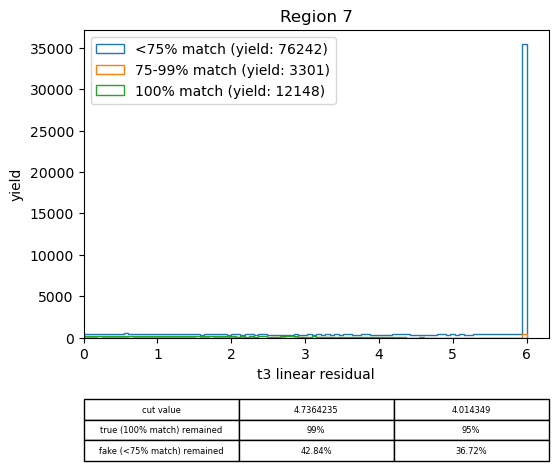 Region 7
<75% match (yield: 76242)
75-99% match (yield: 3301)
100% match (yield: 12148)
35000
30000
25000
20000
15000
10000
5000
0
yield
0 1 2 3 4 5 6
t3 linear residual
cut value 4.7364235 4.014349
true (100% match) remained 99% 95%
fake (<75% match) remained 42.84% 36.72%